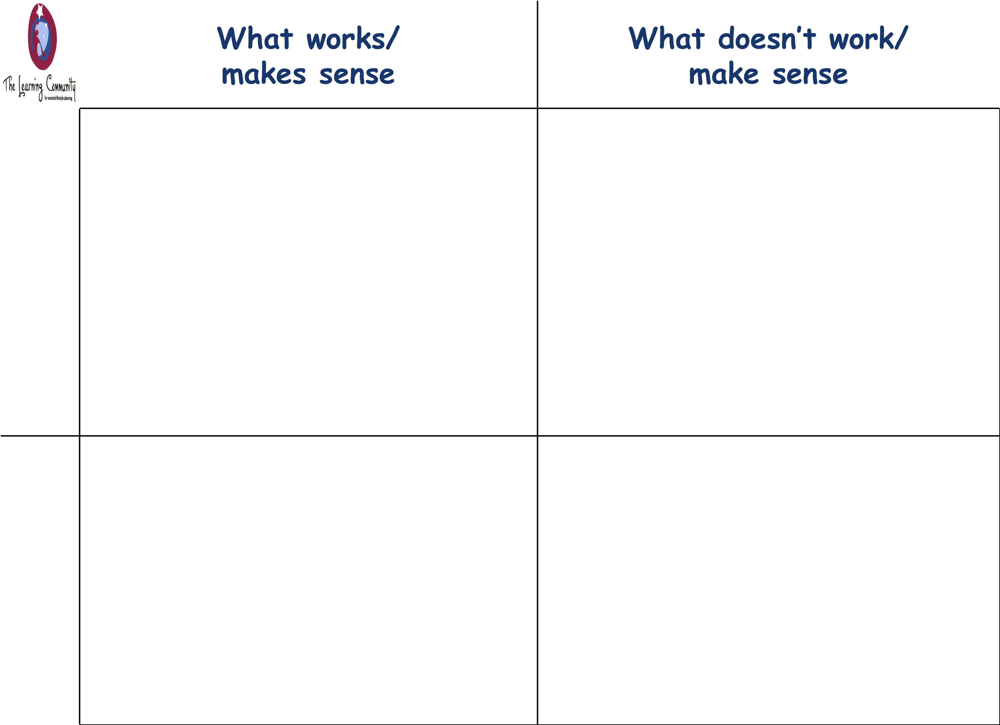 What works/
makes sense
What doesn't work/
make sense
The Learning Community
for essential lifestyle planning